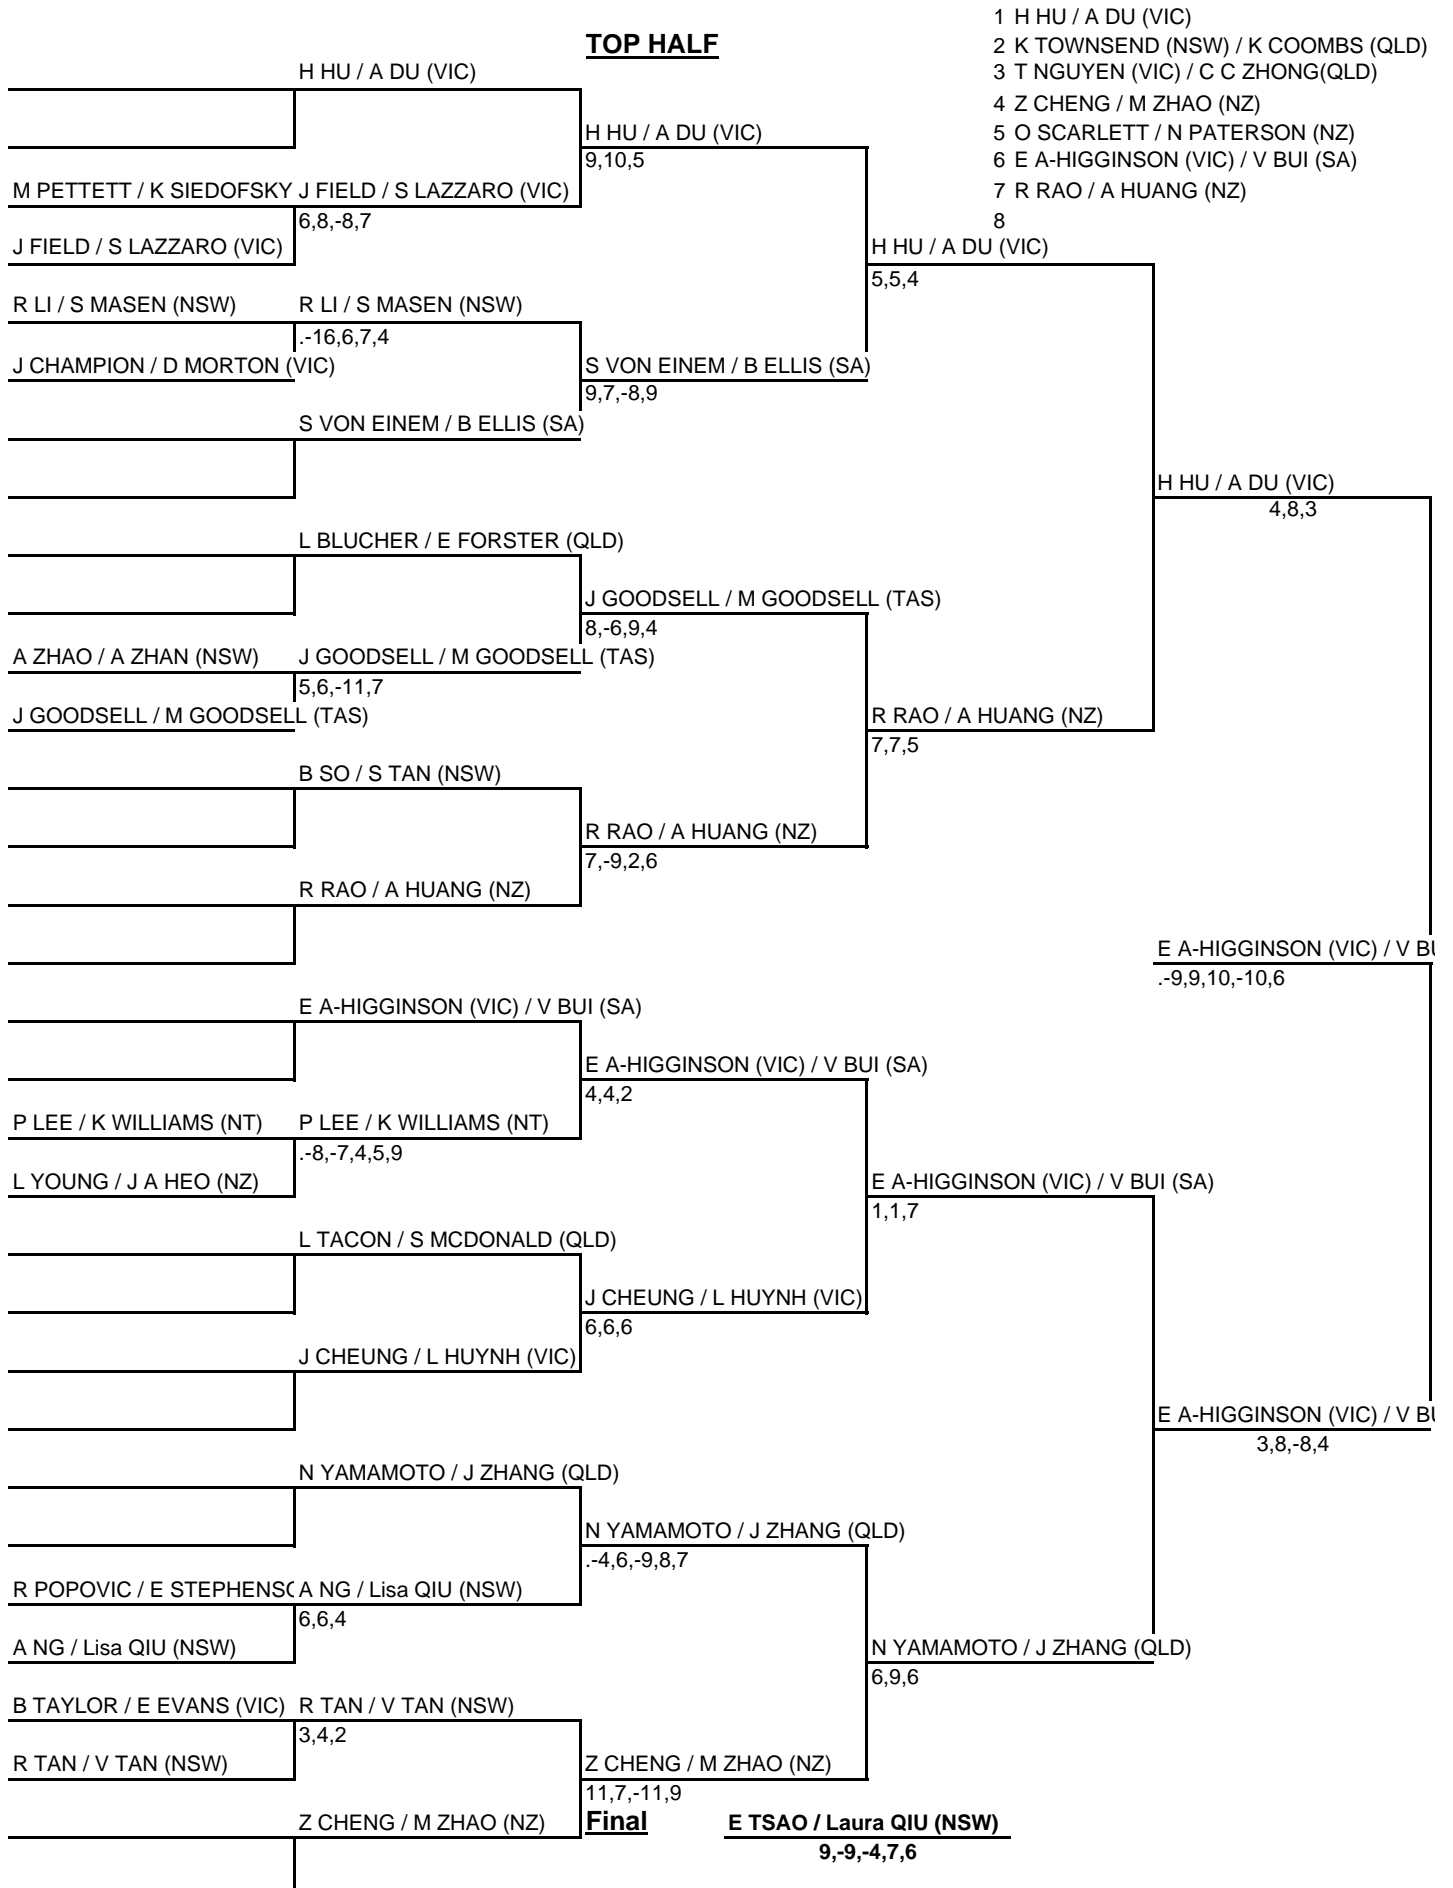 1 H HU / A DU (VIC)
TOP HALF
2 K TOWNSEND (NSW) / K COOMBS (QLD)
H HU / A DU (VIC)
3 T NGUYEN (VIC) / C C ZHONG(QLD)
4 Z CHENG / M ZHAO (NZ)
H HU / A DU (VIC)
5 O SCARLETT / N PATERSON (NZ)
9,10,5
6 E A-HIGGINSON (VIC) / V BUI (SA)
M PETTETT / K SIEDOFSKY J FIELD / S LAZZARO (VIC)
7 R RAO / A HUANG (NZ)
6,8,-8,7
8
J FIELD / S LAZZARO (VIC)
H HU / A DU (VIC)
5,5,4
R LI / S MASEN (NSW)
R LI / S MASEN (NSW)
.-16,6,7,4
J CHAMPION / D MORTON (VIC)
S VON EINEM / B ELLIS (SA)
9,7,-8,9
S VON EINEM / B ELLIS (SA)
H HU / A DU (VIC)
4,8,3
L BLUCHER / E FORSTER (QLD)
J GOODSELL / M GOODSELL (TAS)
8,-6,9,4
A ZHAO / A ZHAN (NSW)
J GOODSELL / M GOODSELL (TAS)
5,6,-11,7
J GOODSELL / M GOODSELL (TAS)
R RAO / A HUANG (NZ)
7,7,5
B SO / S TAN (NSW)
R RAO / A HUANG (NZ)
7,-9,2,6
R RAO / A HUANG (NZ)
E A-HIGGINSON (VIC) / V BU
.-9,9,10,-10,6
E A-HIGGINSON (VIC) / V BUI (SA)
E A-HIGGINSON (VIC) / V BUI (SA)
4,4,2
P LEE / K WILLIAMS (NT)
P LEE / K WILLIAMS (NT)
.-8,-7,4,5,9
L YOUNG / J A HEO (NZ)
E A-HIGGINSON (VIC) / V BUI (SA)
1,1,7
L TACON / S MCDONALD (QLD)
J CHEUNG / L HUYNH (VIC)
6,6,6
J CHEUNG / L HUYNH (VIC)
E A-HIGGINSON (VIC) / V BU
3,8,-8,4
N YAMAMOTO / J ZHANG (QLD)
N YAMAMOTO / J ZHANG (QLD)
.-4,6,-9,8,7
R POPOVIC / E STEPHENSO A NG / Lisa QIU (NSW)
6,6,4
A NG / Lisa QIU (NSW)
N YAMAMOTO / J ZHANG (QLD)
6,9,6
B TAYLOR / E EVANS (VIC)
R TAN / V TAN (NSW)
3,4,2
R TAN / V TAN (NSW)
Z CHENG / M ZHAO (NZ)
11,7,-11,9
Z CHENG / M ZHAO (NZ)
Final
E TSAO / Laura QIU (NSW)
9,-9,-4,7,6